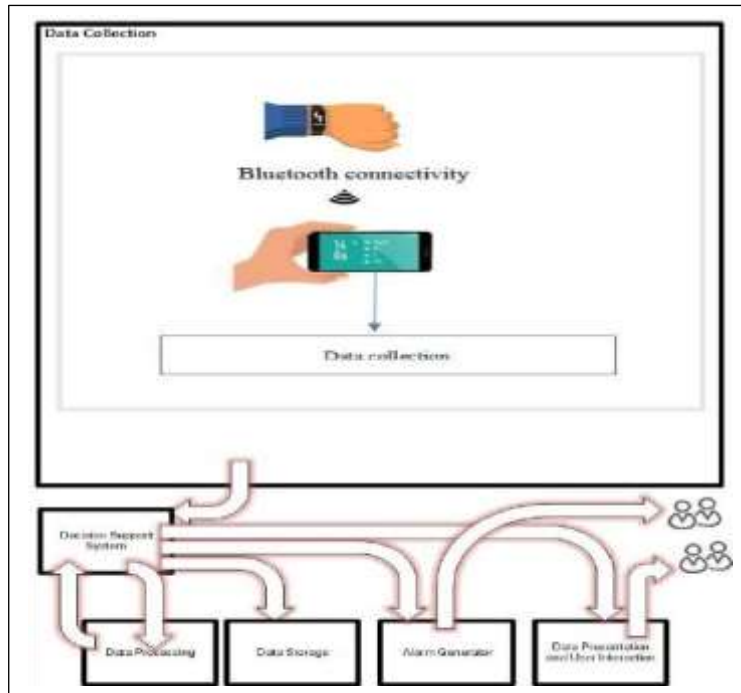 Data Collection
Bluetooth connectivity
Data collection
Decision Support
System
Data Processing
Data Storage
Alarm Generator
Data Presentation
and User Interaction